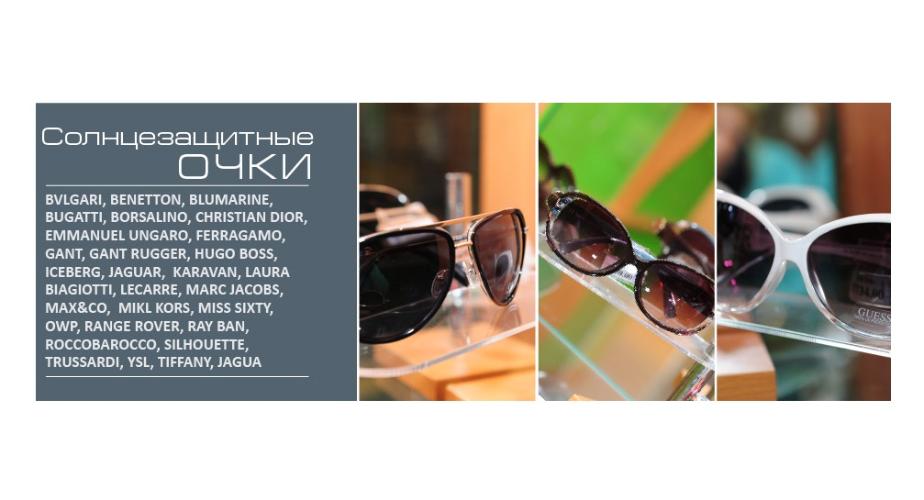 Солнцезащитные
ОЧКИ
BVLGARI, BENETTON, BLUMARINE,
BUGATTI, BORSALINO, CHRISTIAN DIOR,
EMMANUEL UNGARO, FERRAGAMO,
GANT, GANT RUGGER, HUGO BOSS,
ICEBERG, JAGUAR, KARAVAN, LAURA
BIAGIOTTI, LECARRE, MARC JACOBS,
MAX&CO, MIKL KORS, MISS SIXTY,
OWP, RANGE ROVER, RAY BAN,
ROCCOBAROCCO, SILHOUETTE,
TRUSSARDI, YSL, TIFFANY, JAGUA
GUESS